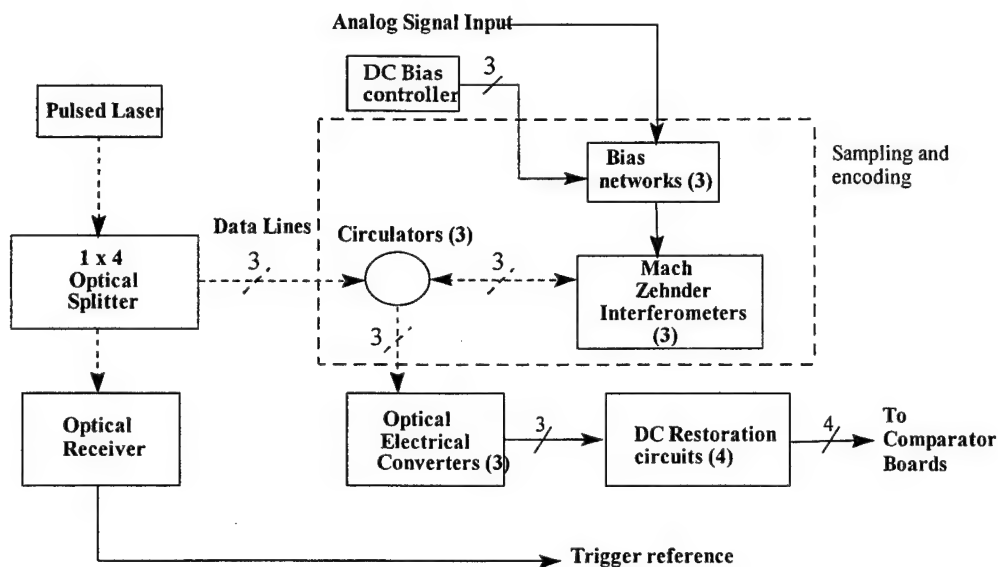 Analog Signal Input
DC Bias
controller
3
Pulsed Laser
Bias
networks (3)
Sampling and
encoding
Data Lines
Circulators (3)
1 x 4
Optical
Splitter
3
3
Mach
Zehnder
Interferometers
(3)
3
Optical
Receiver
Optical
Electrical
Converters (3)
3
DC Restoration
circuits (4)
4
To
Comparator
Boards
Trigger reference